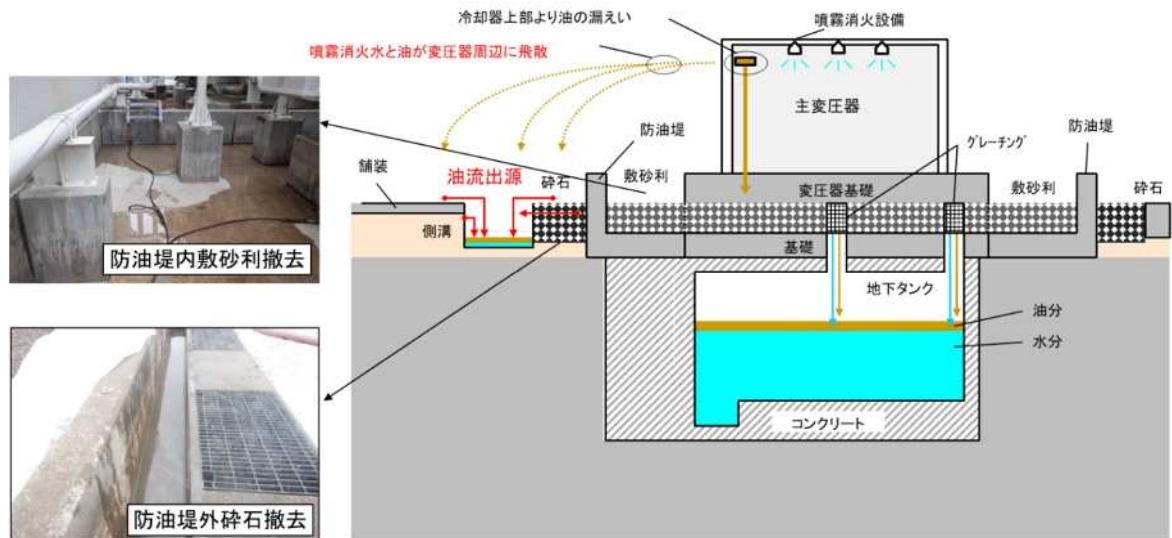 冷却器上部より油の漏えい
噴霧消火設備
噴霧消火水と油が変圧器周辺に飛散
主変圧器
防油堤
グレーチング
防油堤
舗装
油流出源
砕石
敷砂利
変圧器基礎
敷砂利
砕石
側溝
基礎
防油堤内敷砂利撤去
地下タンク
油分
水分
コンクリート
防油堤外砕石撤去